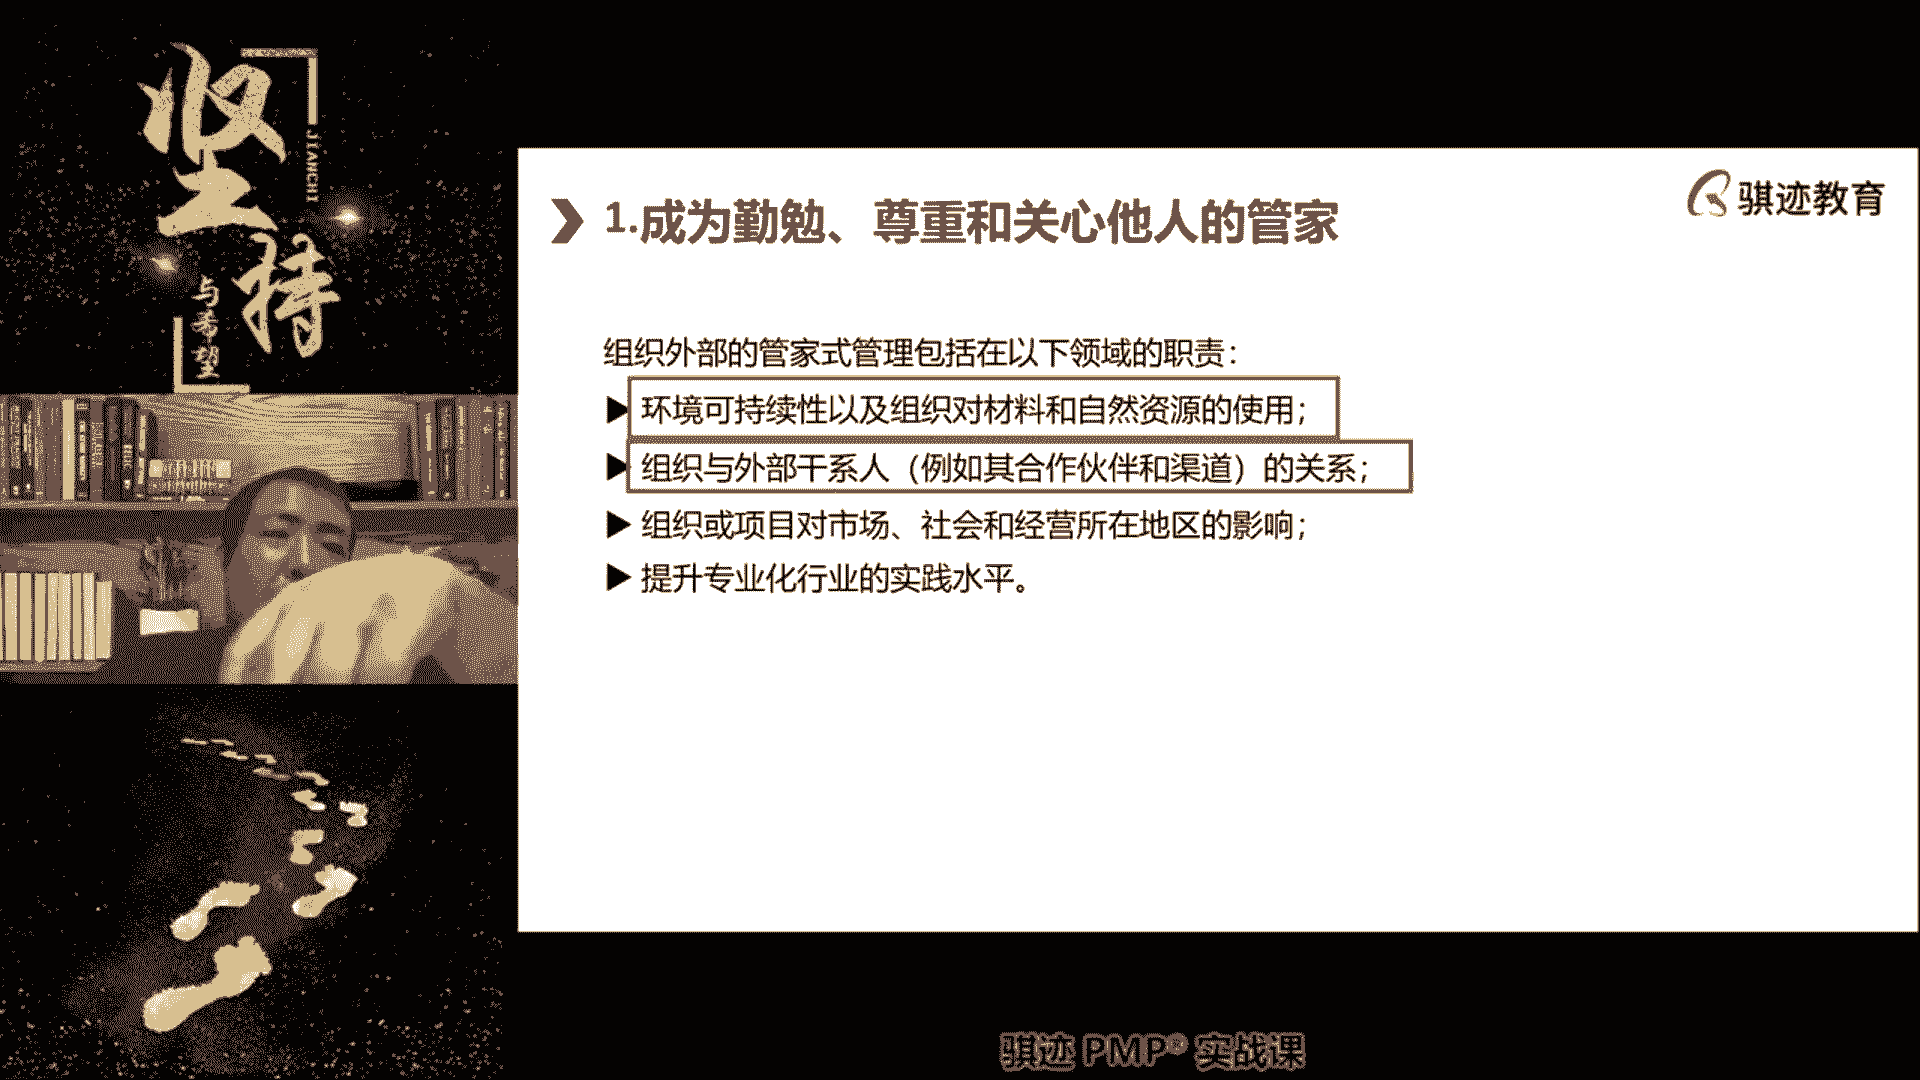 坚持
JIANCHI
与希望
骐迹教育
1.成为勤勉、尊重和关心他人的管家
组织外部的管家式管理包括在以下领域的职责：
▶环境可持续性以及组织对材料和自然资源的使用；
▶组织与外部干系人（例如其合作伙伴和渠道）的关系；
▶组织或项目对市场、社会和经营所在地区的影响；
▶提升专业化行业的实践水平。
骐迹 PMP® 实战课